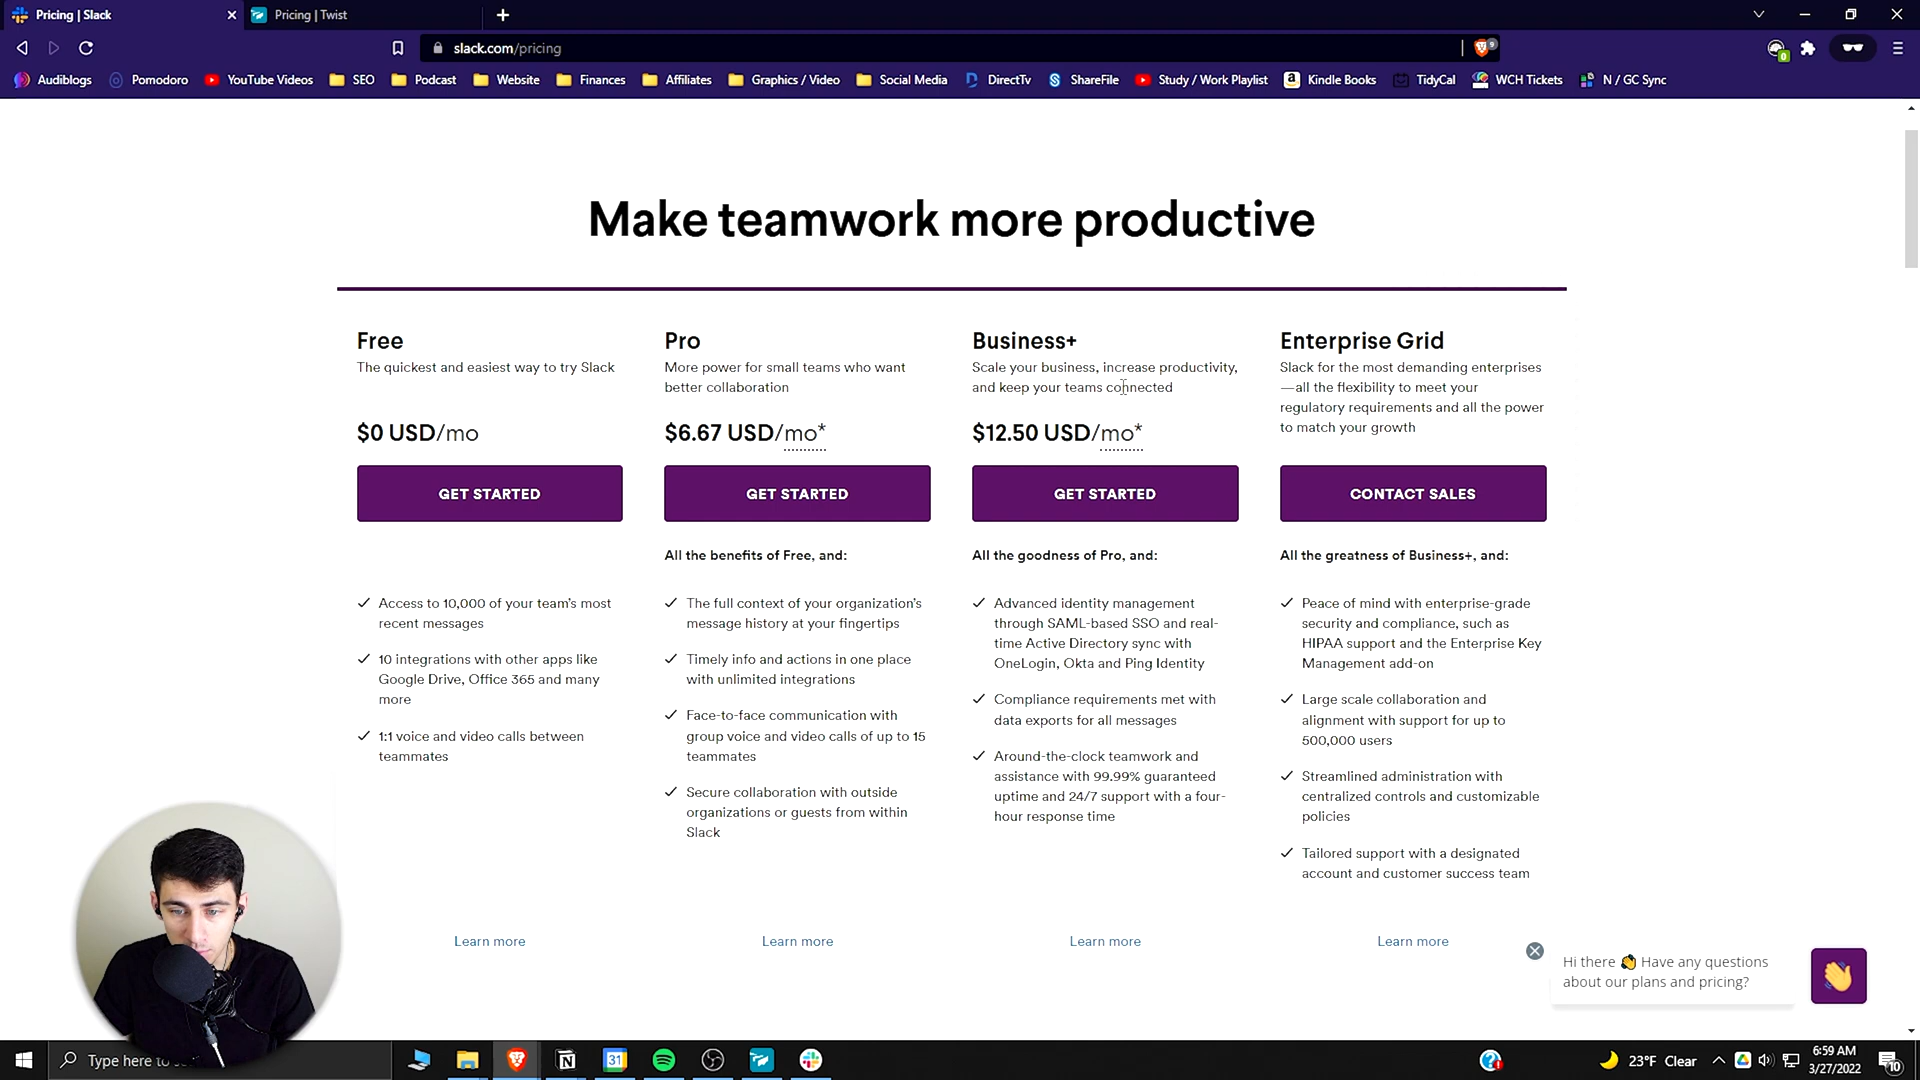 Pricing | Slack
Pricing | Twist
slack.com/pricing
9
0
Audiblogs
Pomodoro
YouTube Videos
SEO
Podcast
Website
Finances
Affiliates
Graphics / Video
Social Media
DirectTv
ShareFile
Study / Work Playlist
Kindle Books
TidyCal
WCH Tickets
N / GC Sync
Make teamwork more productive
Free
The quickest and easiest way to try Slack
$0 USD/mo
GET STARTED
Access to 10,000 of your team's most
recent messages
10 integrations with other apps like
Google Drive, Office 365 and many
more
1:1 voice and video calls between
teammates
Learn more
Pro
More power for small teams who want
better collaboration
$6.67 USD/mo*
GET STARTED
All the benefits of Free, and:
The full context of your organization's
message history at your fingertips
Timely info and actions in one place
with unlimited integrations
Face-to-face communication with
group voice and video calls of up to 15
teammates
Secure collaboration with outside
organizations or guests from within
Slack
Learn more
Business+
Scale your business, increase productivity,
and keep your teams connected
$12.50 USD/mo*
GET STARTED
All the goodness of Pro, and:
Advanced identity management
through SAML-based SSO and real-
time Active Directory sync with
OneLogin, Okta and Ping Identity
Compliance requirements met with
data exports for all messages
Around-the-clock teamwork and
assistance with 99.99% guaranteed
uptime and 24/7 support with a four-
hour response time
Learn more
Enterprise Grid
Slack for the most demanding enterprises
—all the flexibility to meet your
regulatory requirements and all the power
to match your growth
CONTACT SALES
All the greatness of Business+, and:
Peace of mind with enterprise-grade
security and compliance, such as
HIPAA support and the Enterprise Key
Management add-on
Large scale collaboration and
alignment with support for up to
500,000 users
Streamlined administration with
centralized controls and customizable
policies
Tailored support with a designated
account and customer success team
Learn more
Hi there 👋 Have any questions
about our plans and pricing?
Type here to
31
23°F Clear
6:59 AM
3/27/2022
10